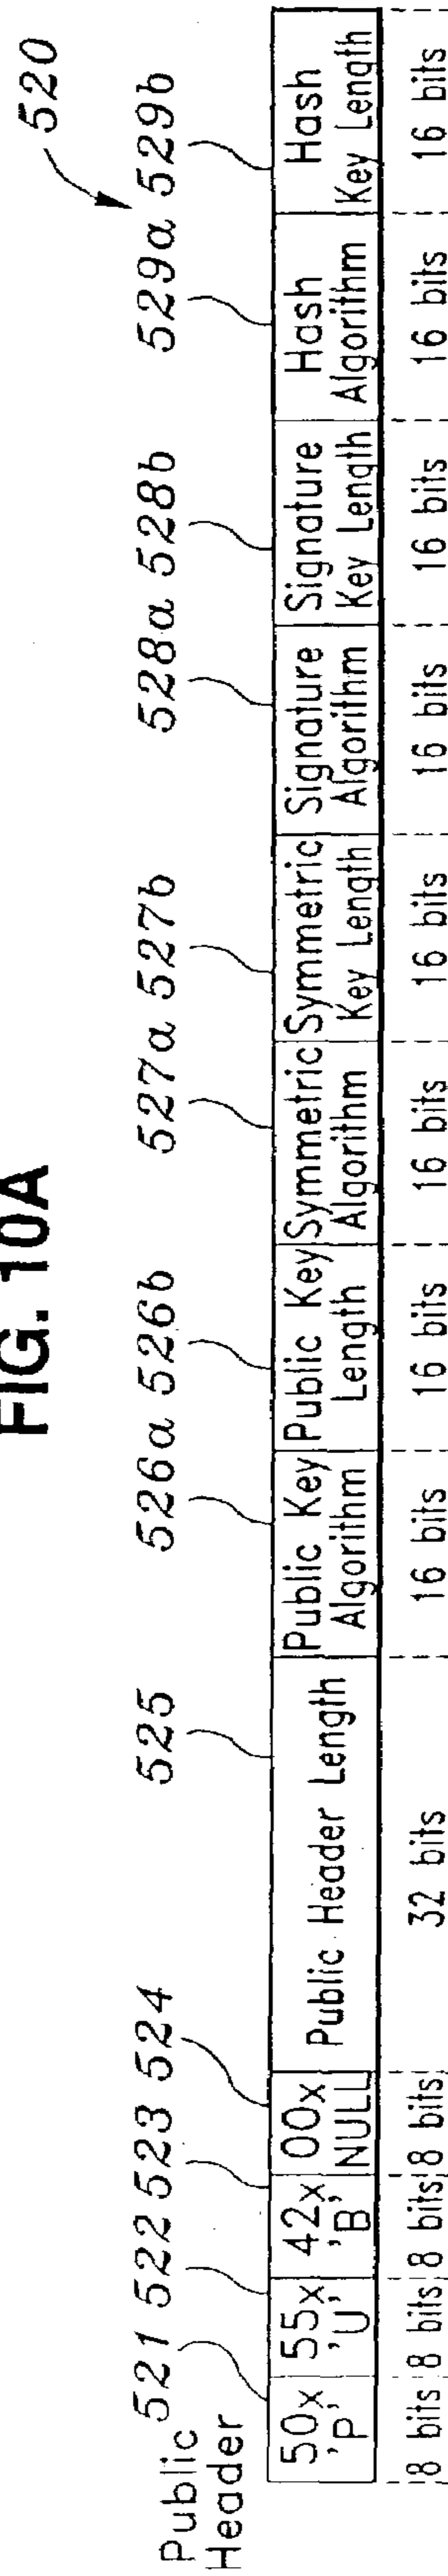 FIG. 10A
520
Public
Header
521 522 523 524 525 526a 526b 527a 527b 528a 528b 529a 529b
50x 55x 42x 00x Public Header Length Public Key Public Key Symmetric Symmetric Signature Signature Hash Hash
'P' 'U' 'B' NULL Algorithm Length Algorithm Key Length Algorithm Key Length Algorithm Key Length
8 bits 8 bits 8 bits 8 bits 32 bits 16 bits 16 bits 16 bits 16 bits 16 bits 16 bits 16 bits 16 bits